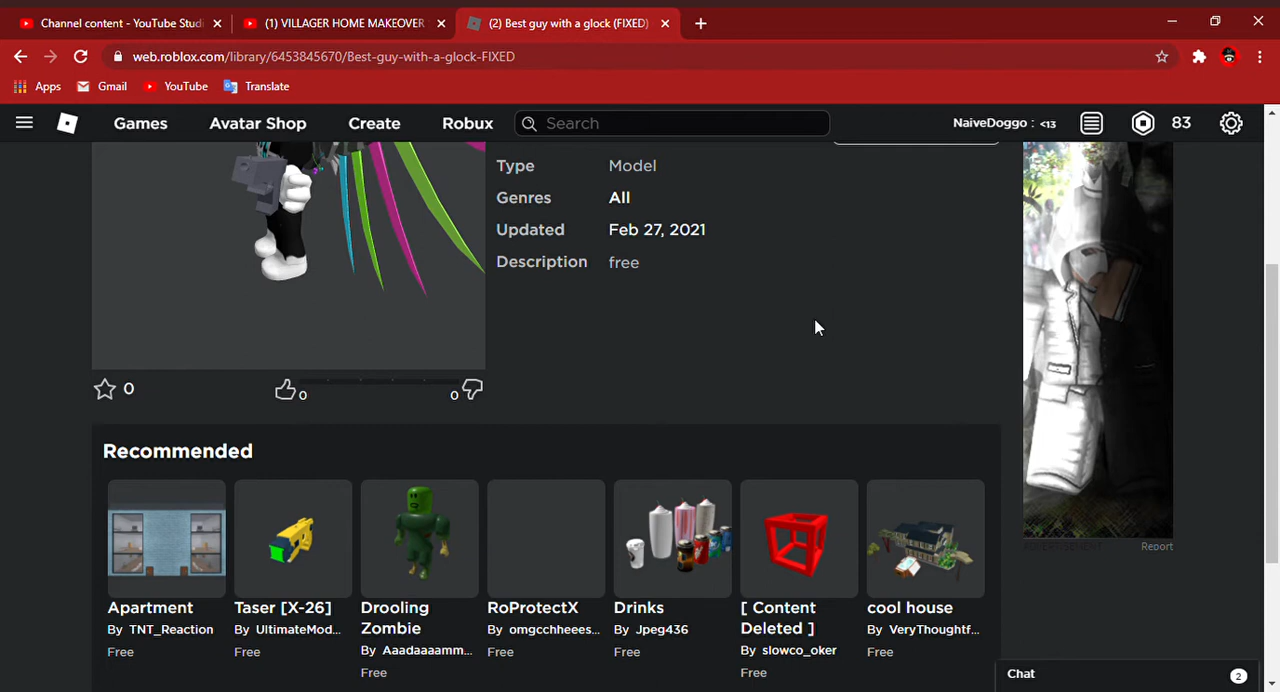 Channel content - YouTube Studi
(1) VILLAGER HOME MAKEOVER
(2) Best guy with a glock (FIXED)
web.roblox.com/library/6453845670/Best-guy-with-a-glock-FIXED
Apps Gmail YouTube Translate
Games Avatar Shop Create Robux Search NaiveDoggo : <13 83
Type Model
Genres All
Updated Feb 27, 2021
Description free
0 0 0
Recommended
Apartment Taser [X-26] Drooling Zombie RoProtectX Drinks [ Content Deleted ] cool house
By TNT_Reaction By UltimateMod... By Aaadaaaamm... By omgcchheees... By Jpeg436 By slowco_oker By VeryThoughtf...
Free Free Free Free Free Free Free
ADVERTISEMENT Report
Chat 2